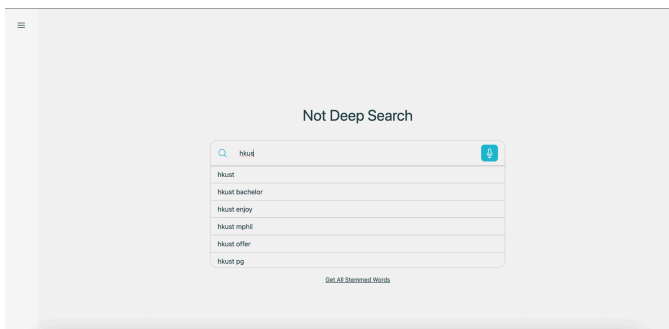 Not Deep Search
hkus
hkust
hkust bachelor
hkust enjoy
hkust mphil
hkust offer
hkust pg
Get All Stemmed Words